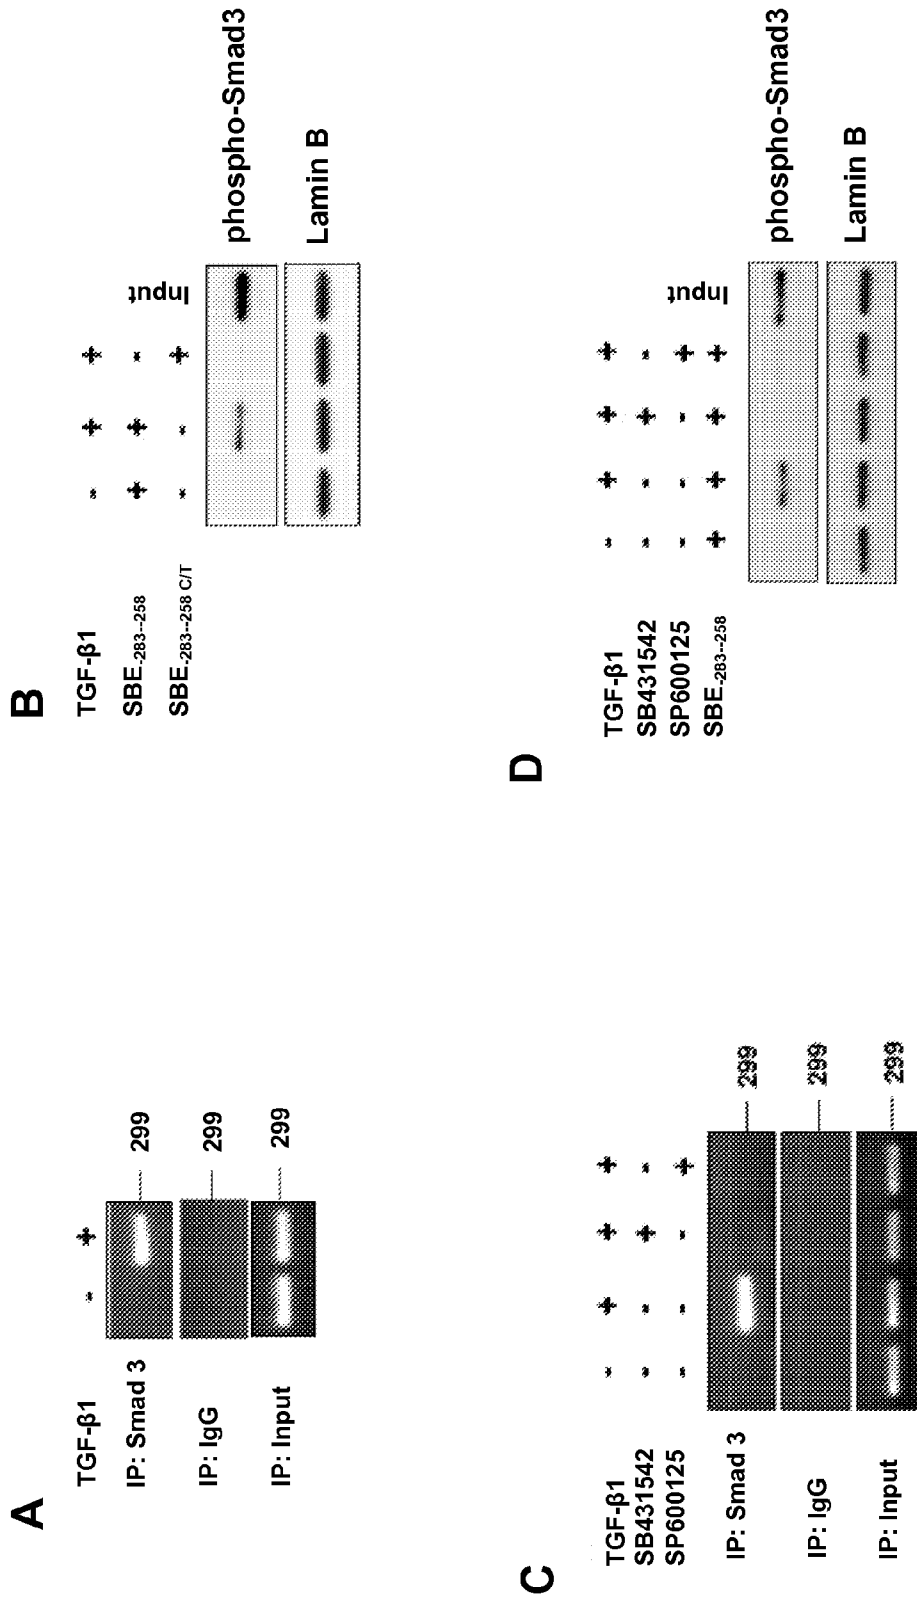 A
TGF-β1 - +
IP: Smad 3 299
IP: IgG 299
IP: Input 299
B
TGF-β1 - + +
SBE-283--258 + + -
SBE-283--258 C/T - - +
Input
phospho-Smad3
Lamin B
C
TGF-β1 - + + +
SB431542 - - + -
SP600125 - - - +
IP: Smad 3 299
IP: IgG 299
IP: Input 299
D
TGF-β1 - + + +
SB431542 - - + -
SP600125 - - - +
SBE-283--258 + + + +
Input
phospho-Smad3
Lamin B